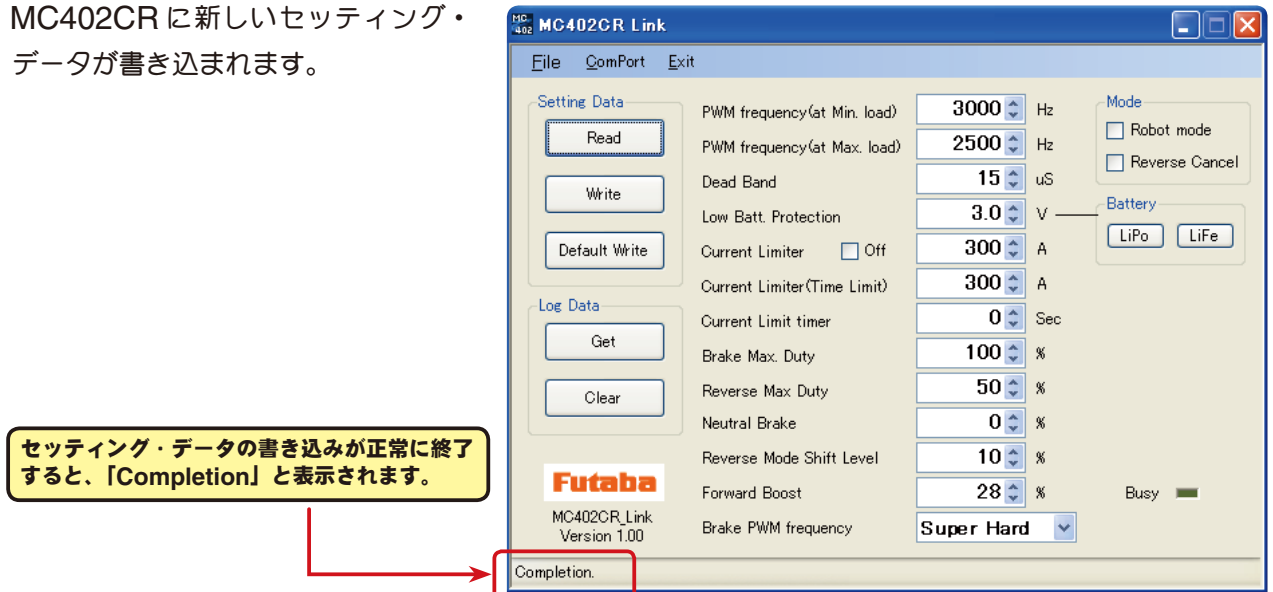 MC402CR に新しいセッティング・
データが書き込まれます。
セッティング・データの書き込みが正常に終了
すると、「Completion」と表示されます。
MC-
402
MC402CR Link
File ComPort Exit
Setting Data
Read
Write
Default Write
Log Data
Get
Clear
Futaba
MC402CR_Link
Version 1.00
PWM frequency(at Min. load) 3000 Hz
PWM frequency(at Max. load) 2500 Hz
Dead Band 15 uS
Low Batt. Protection 3.0 V
Current Limiter Off 300 A
Current Limiter(Time Limit) 300 A
Current Limit timer 0 Sec
Brake Max. Duty 100 %
Reverse Max Duty 50 %
Neutral Brake 0 %
Reverse Mode Shift Level 10 %
Forward Boost 28 %
Brake PWM frequency Super Hard
Mode
Robot mode
Reverse Cancel
Battery
LiPo LiFe
Busy
Completion.